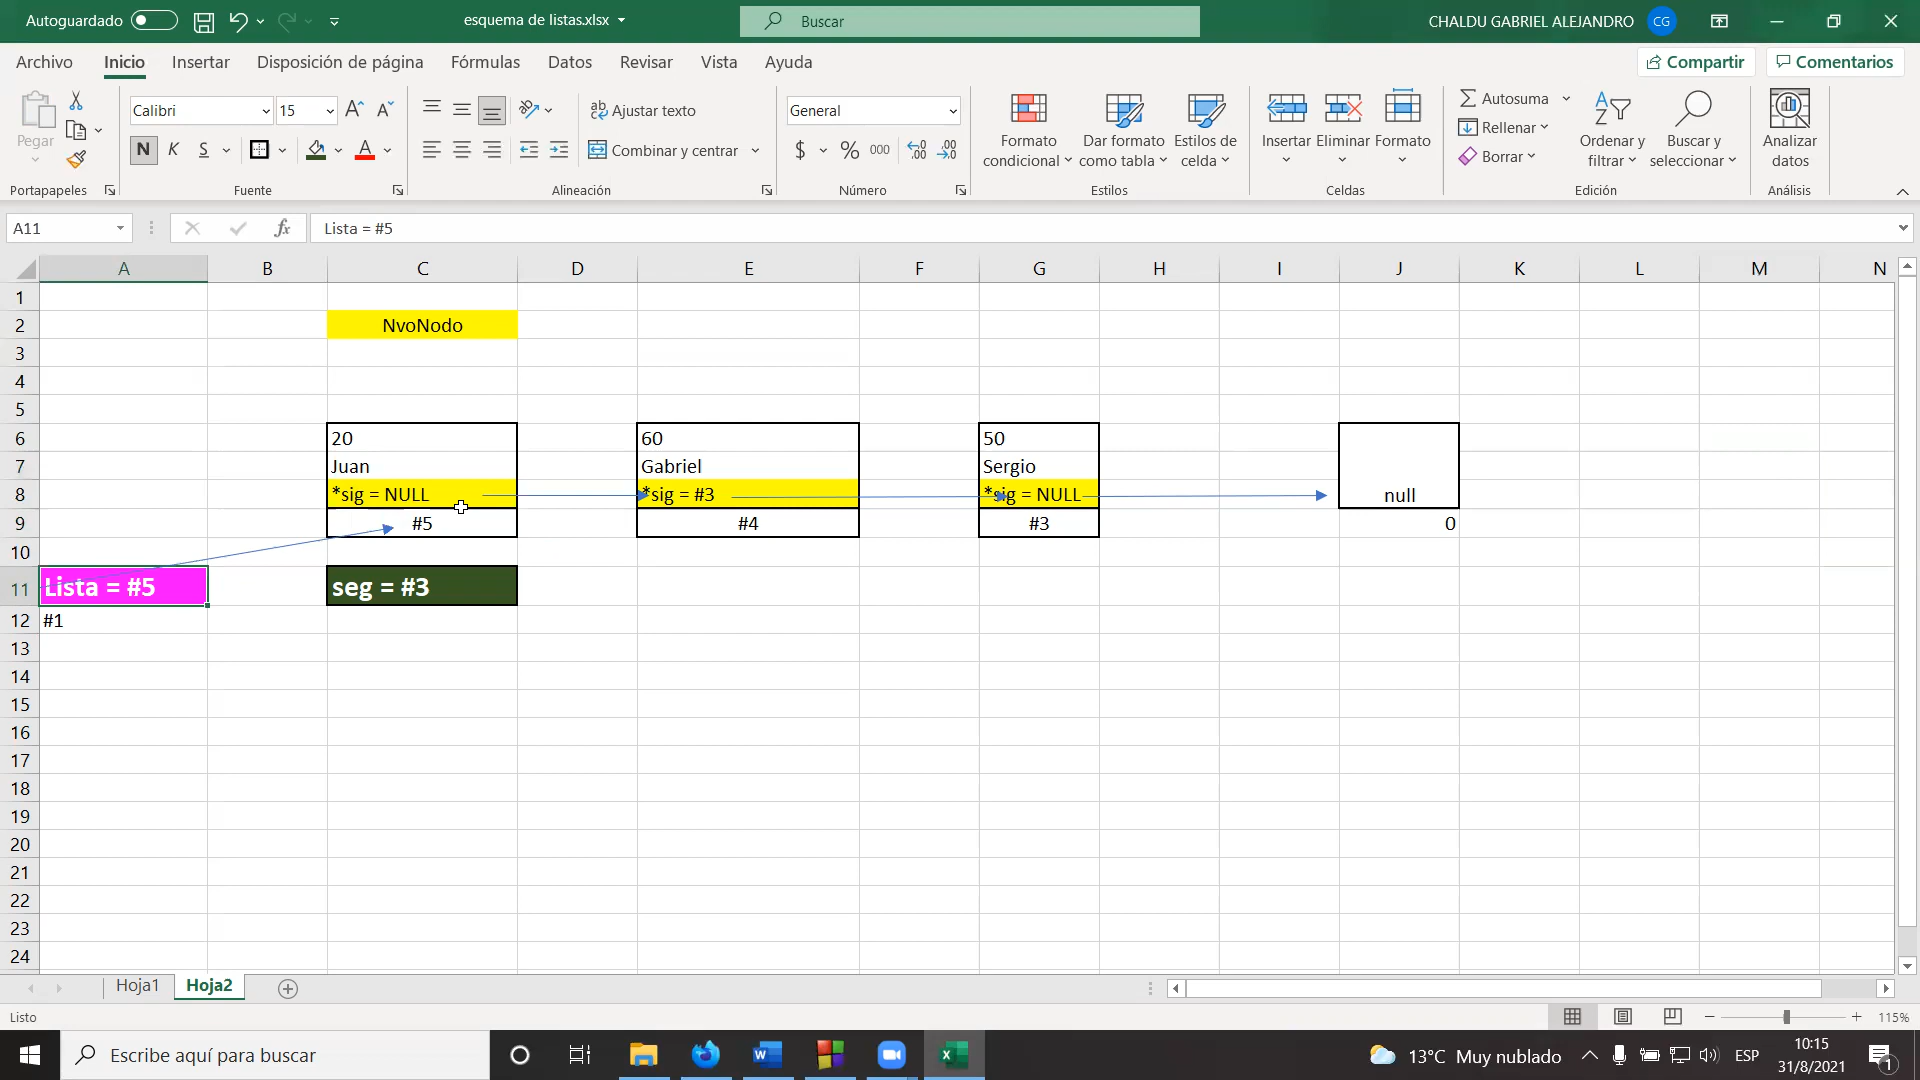 Autoguardado
esquema de listas.xlsx
Buscar
CHALDU GABRIEL ALEJANDRO
CG
Archivo Inicio Insertar Disposición de página Fórmulas Datos Revisar Vista Ayuda
Compartir
Comentarios
Pegar
Portapapeles
Calibri
15
N K S
Fuente
Ajustar texto
Combinar y centrar
Alineación
General
$ % 000
Número
Formato condicional
Dar formato como tabla
Estilos de celda
Estilos
Insertar Eliminar Formato
Celdas
Autosuma
Rellenar
Borrar
Ordenar y filtrar
Buscar y seleccionar
Edición
Analizar datos
Análisis
A11
fx
Lista = #5
A B C D E F G H I J K L M N
1
2 NvoNodo
3
4
5
6 20 60 50
7 Juan Gabriel Sergio
8 *sig = NULL *sig = #3 *sig = NULL null
9 #5 #4 #3 0
10
11 Lista = #5 seg = #3
12 #1
13
14
15
16
17
18
19
20
21
22
23
24
Hoja1 Hoja2
Listo
115%
Escribe aquí para buscar
13°C Muy nublado
ESP
10:15
31/8/2021
1